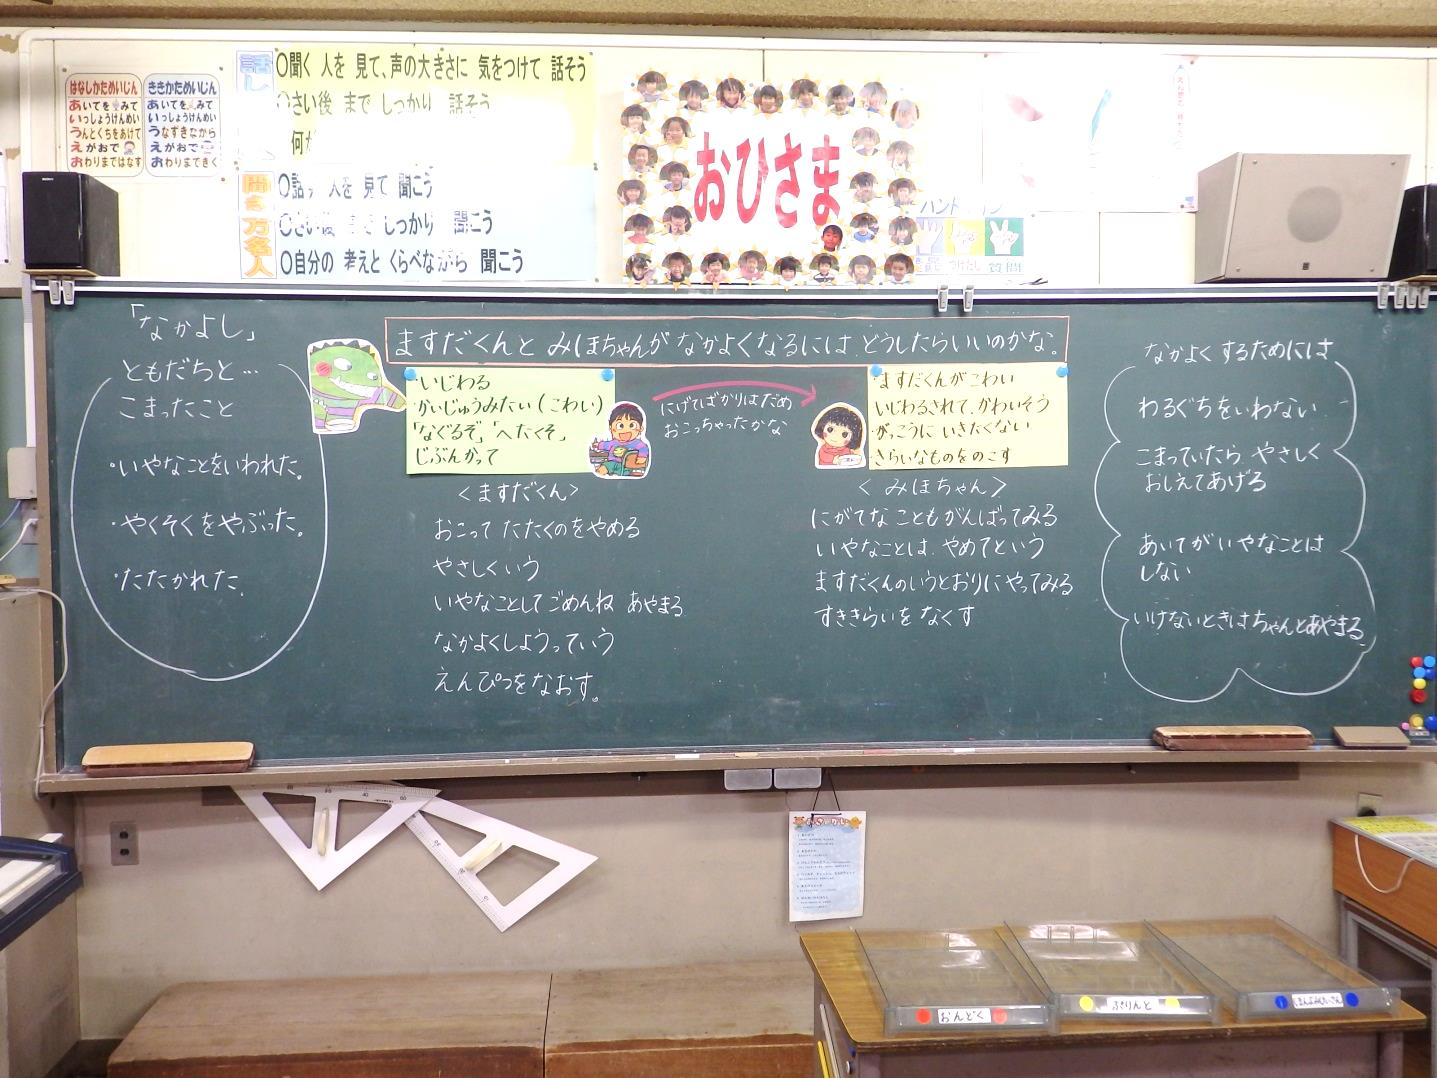 はなしかためいじん
あいてをみて
いっしょうけんめい
うんとくちをあけて
えがおで
おわりまではなす
ききかためいじん
あいてをみて
いっしょうけんめい
うなずきながら
えがおで
おわりまできく
話し
〇聞く 人を 見て、声の大きさに 気をつけて 話そう
〇さい後 まで しっかり 話そう
何か
聞き方名人
〇話す 人を 見て 聞こう
〇さい後 まで しっかり 聞こう
〇自分の 考えと くらべながら 聞こう
おひさま
つけたし
質問
「なかよし」
ともだちと…
こまったこと
・いやなことをいわれた。
・やくそくをやぶった。
・たたかれた。
ますだくんと みほちゃんが なかよくなるには どうしたらいいのかな。
・いじわる
・かいじゅうみたい(こわい)
「なぐるぞ」「へたくそ」
じぶんかって
にげてばかりはだめ
おこっちゃったかな
・ますだくんがこわい
・いじわるされて、かわいそう
・がっこうに いきたくない
・きらいなものをのこす
<ますだくん>
おこって たたくのをやめる
やさしくいう
いやなことして ごめんね あやまる
なかよくしようっていう
えんぴつをなおす。
<みほちゃん>
にがてな こともがんばってみる
いやなことは、やめてという
ますだくんのいうとおりにやってみる
すききらいを なくす
なかよく するためには
わるぐちをいわない
こまっていたら やさしく
おしえてあげる
あいてが いやなことは
しない
いけないときはちゃんとあやまる
おんどく
ぷりんと